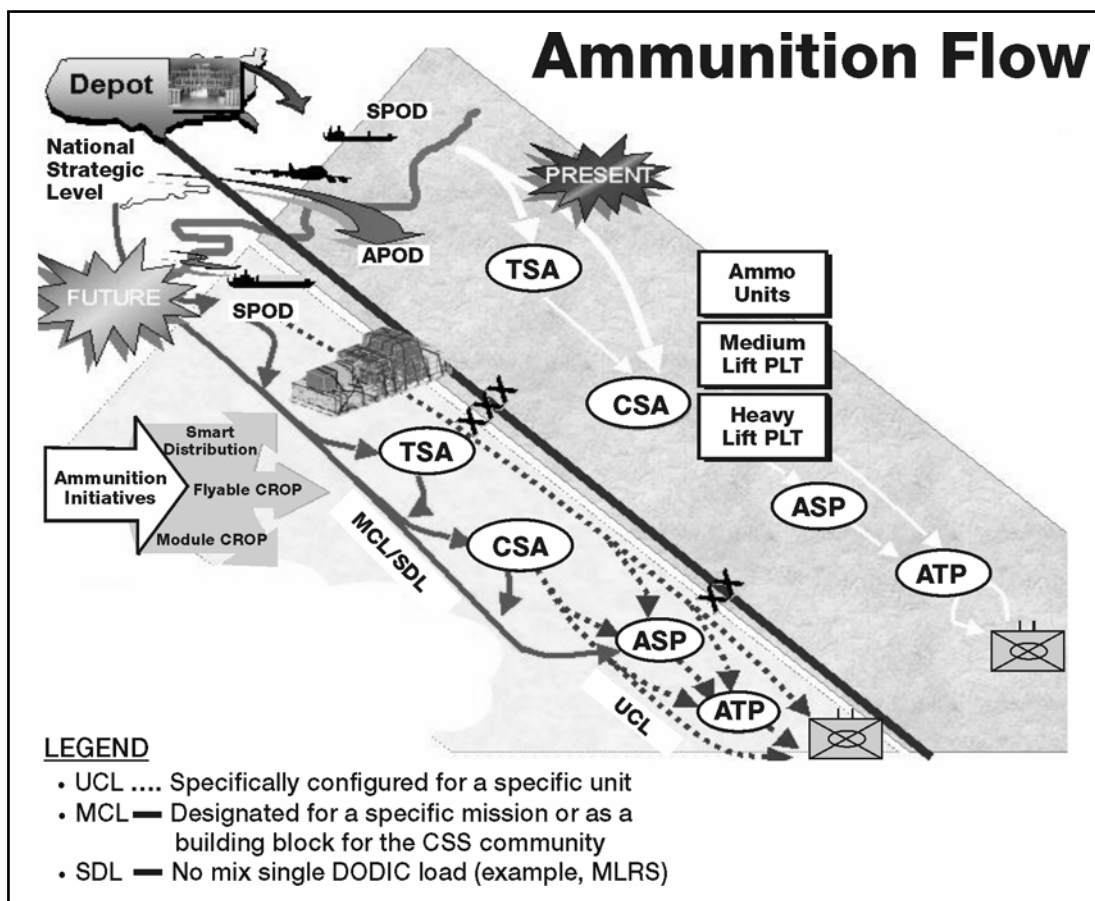 Ammunition Flow
Depot
National
Strategic
Level
SPOD
PRESENT
APOD
TSA
Ammo
Units
Medium
Lift PLT
Heavy
Lift PLT
CSA
ASP
ATP
FUTURE
SPOD
XXX
TSA
Smart
Distribution
Ammunition
Initiatives
Flyable CROP
Module CROP
MCL/SDL
CSA
XX
ASP
ATP
UCL
LEGEND
• UCL .... Specifically configured for a specific unit
• MCL — Designated for a specific mission or as a
building block for the CSS community
• SDL — No mix single DODIC load (example, MLRS)